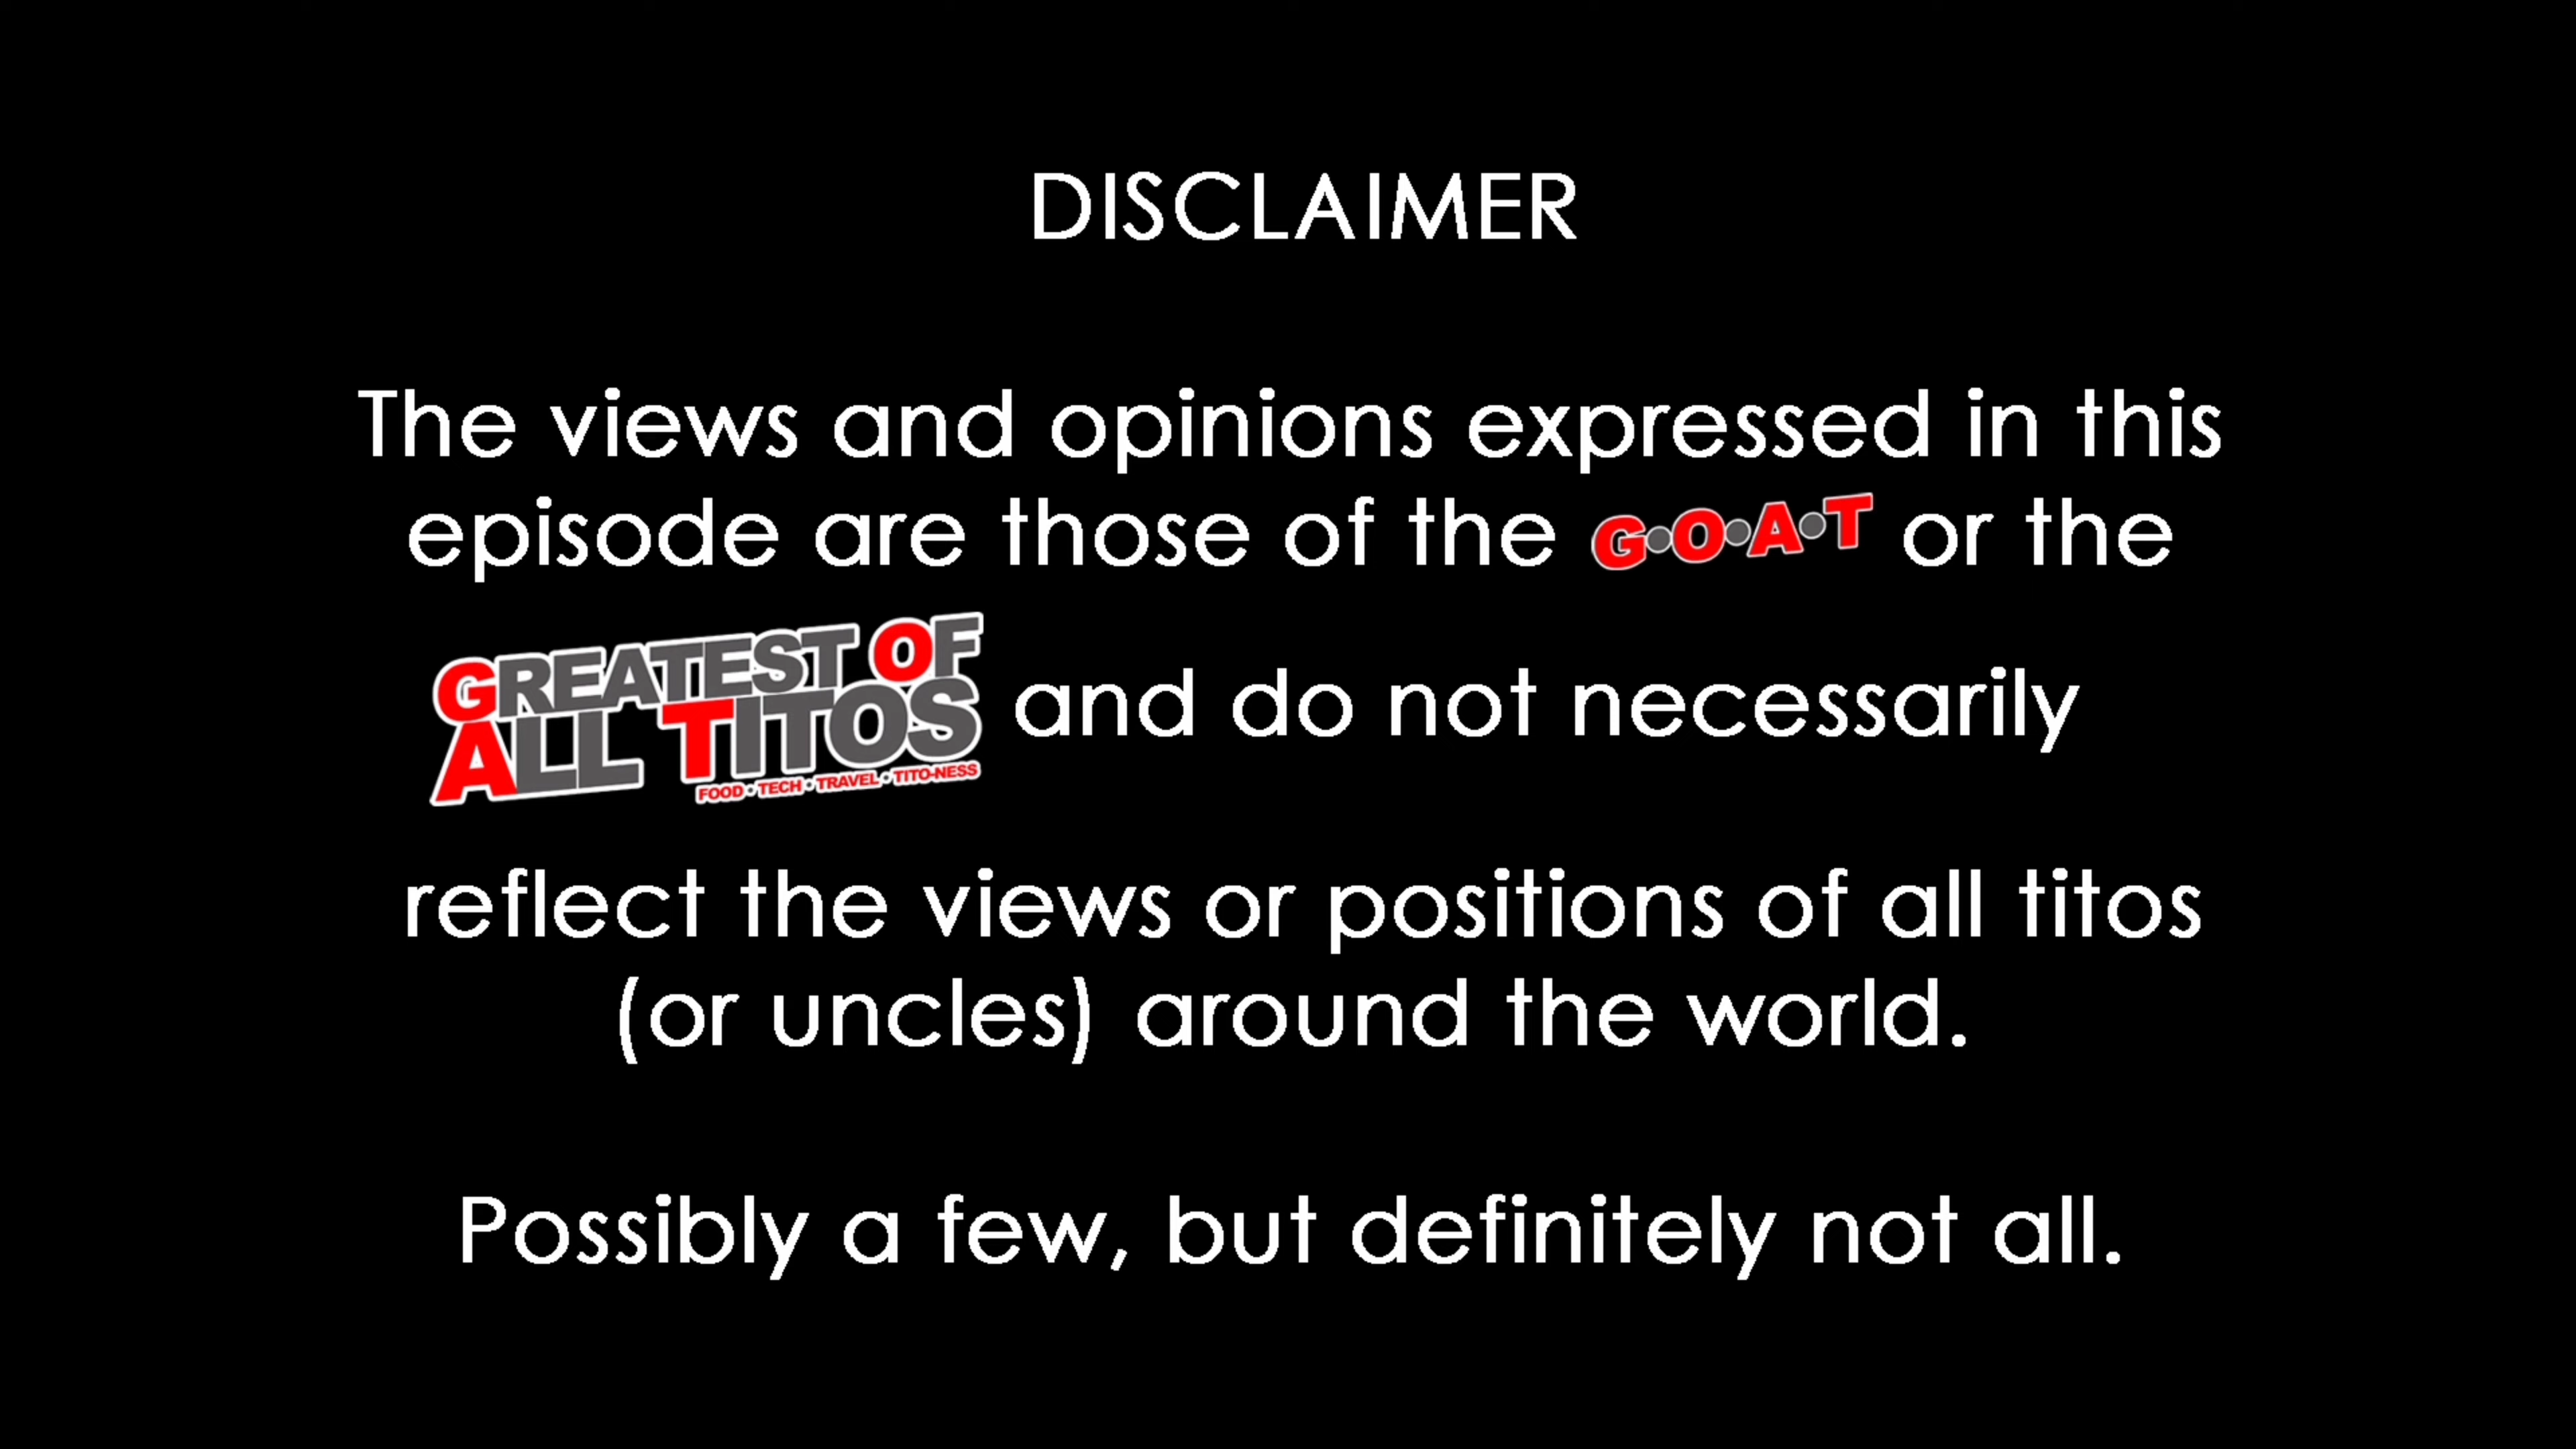 DISCLAIMER
The views and opinions expressed in this
episode are those of the G•O•A•T or the
GREATEST OF
ALL TITOS
FOOD • TECH • TRAVEL • TITO-NESS
and do not necessarily
reflect the views or positions of all titos
(or uncles) around the world.
Possibly a few, but definitely not all.